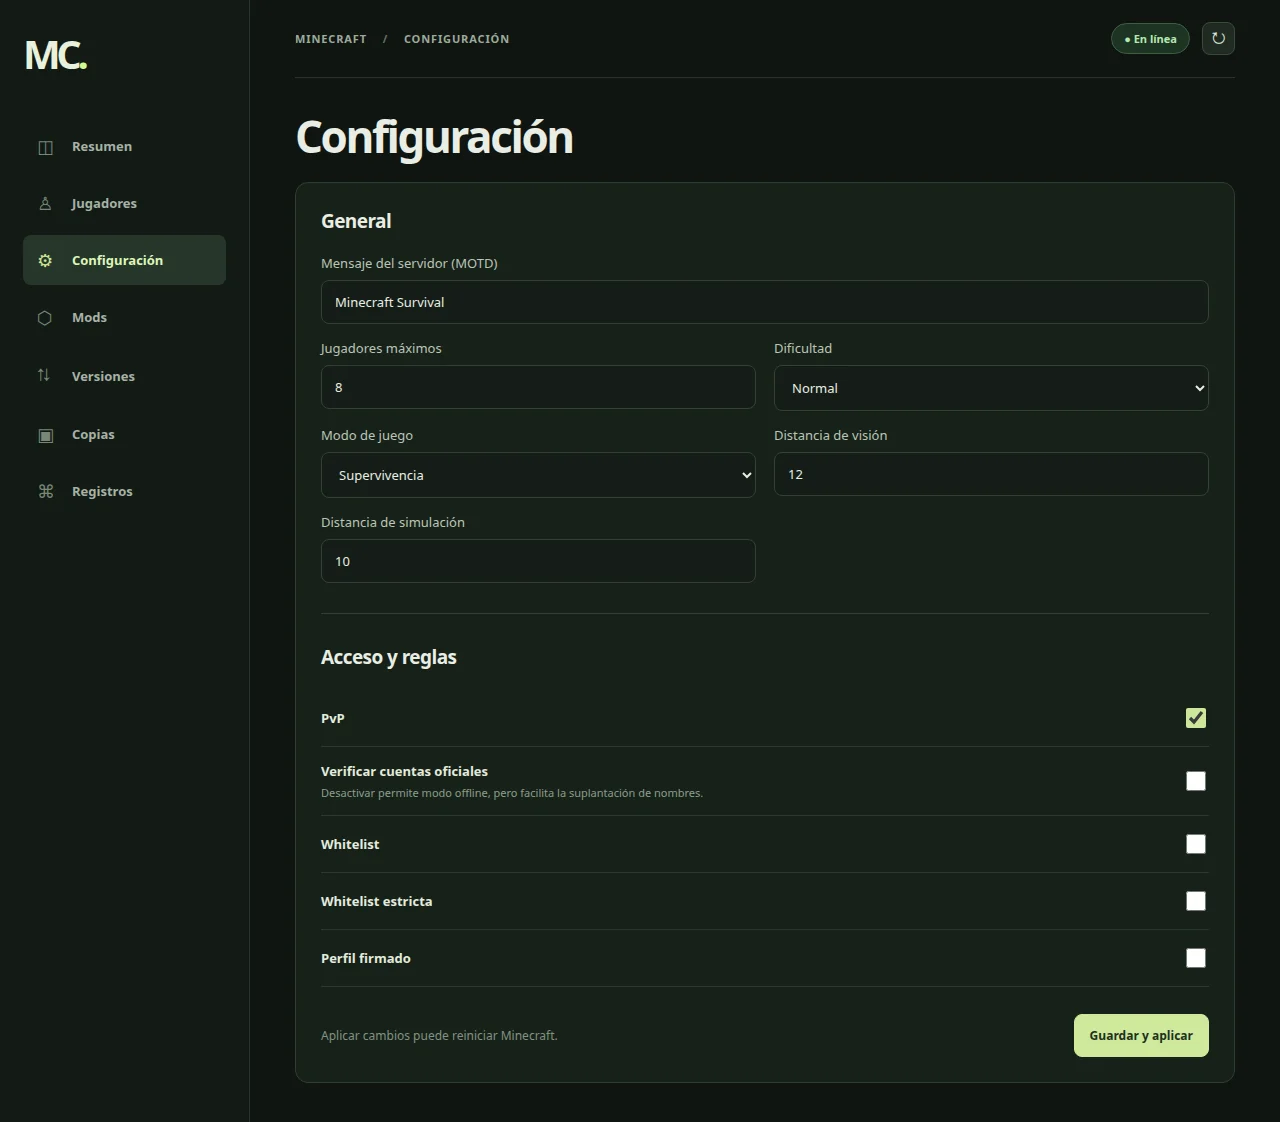 MC.
Resumen
Jugadores
Configuración
Mods
Versiones
Copias
Registros
MINECRAFT / CONFIGURACIÓN
● En línea
Configuración
General
Mensaje del servidor (MOTD)
Minecraft Survival
Jugadores máximos
8
Dificultad
Normal
Modo de juego
Supervivencia
Distancia de visión
12
Distancia de simulación
10
Acceso y reglas
PvP
Verificar cuentas oficiales
Desactivar permite modo offline, pero facilita la suplantación de nombres.
Whitelist
Whitelist estricta
Perfil firmado
Aplicar cambios puede reiniciar Minecraft.
Guardar y aplicar